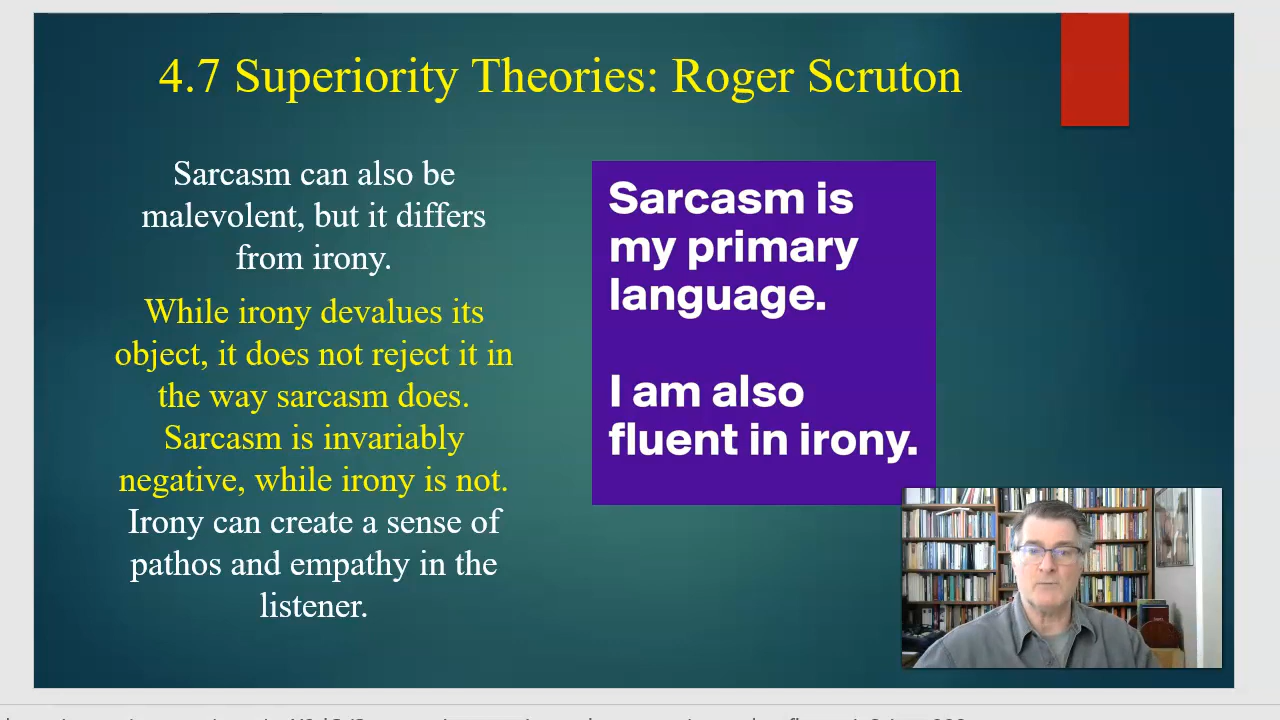 4.7 Superiority Theories: Roger Scruton
Sarcasm can also be
malevolent, but it differs
from irony.
While irony devalues its
object, it does not reject it in
the way sarcasm does.
Sarcasm is invariably
negative, while irony is not.
Irony can create a sense of
pathos and empathy in the
listener.
Sarcasm is
my primary
language.
I am also
fluent in irony.